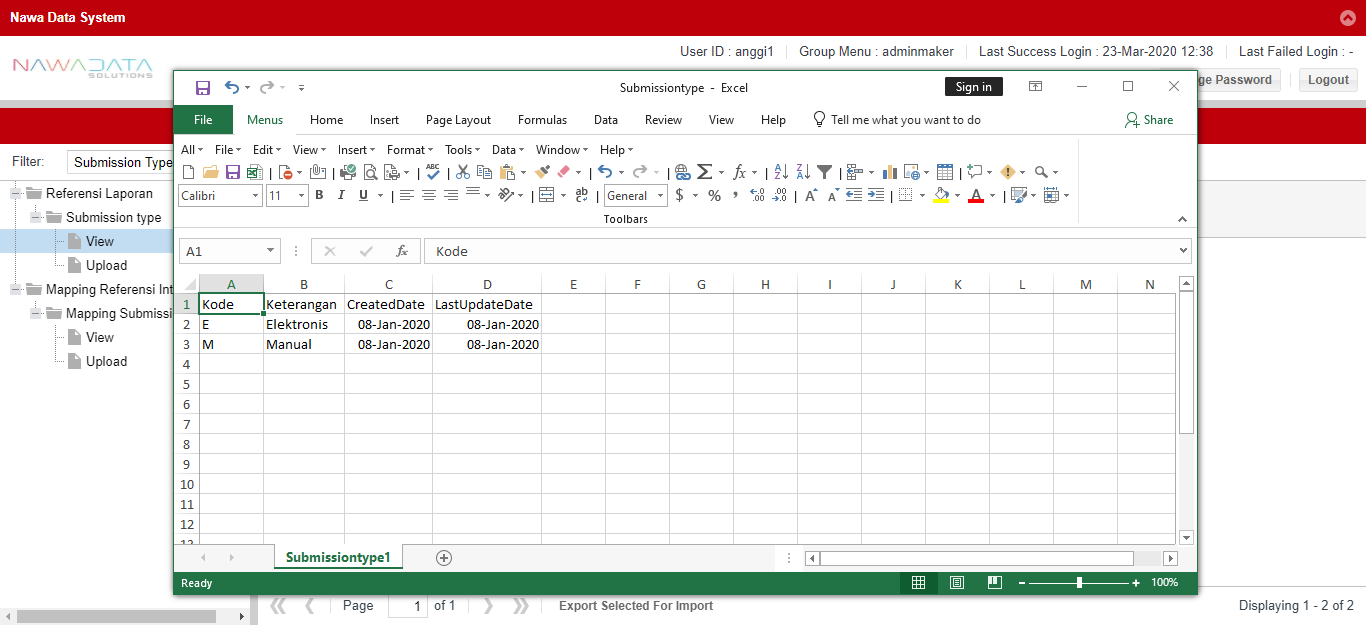 Nawa Data System
User ID : anggi1 Group Menu : adminmaker Last Success Login : 23-Mar-2020 12:38 Last Failed Login : -
NAWADATA
SOLUTIONS
ge Password Logout
Submissiontype - Excel Sign in
File Menus Home Insert Page Layout Formulas Data Review View Help Tell me what you want to do Share
All File Edit View Insert Format Tools Data Window Help
Calibri 11 B I U General $ % ,
Toolbars
Filter: Submission Type
Referensi Laporan
Submission type
View
Upload
Mapping Referensi Int
Mapping Submissi
View
Upload
A1 fx Kode
A B C D E F G H I J K L M N
1 Kode Keterangan CreatedDate LastUpdateDate
2 E Elektronis 08-Jan-2020 08-Jan-2020
3 M Manual 08-Jan-2020 08-Jan-2020
4
5
6
7
8
9
10
11
12
Submissiontype1
Ready 100%
Page 1 of 1 Export Selected For Import Displaying 1 - 2 of 2